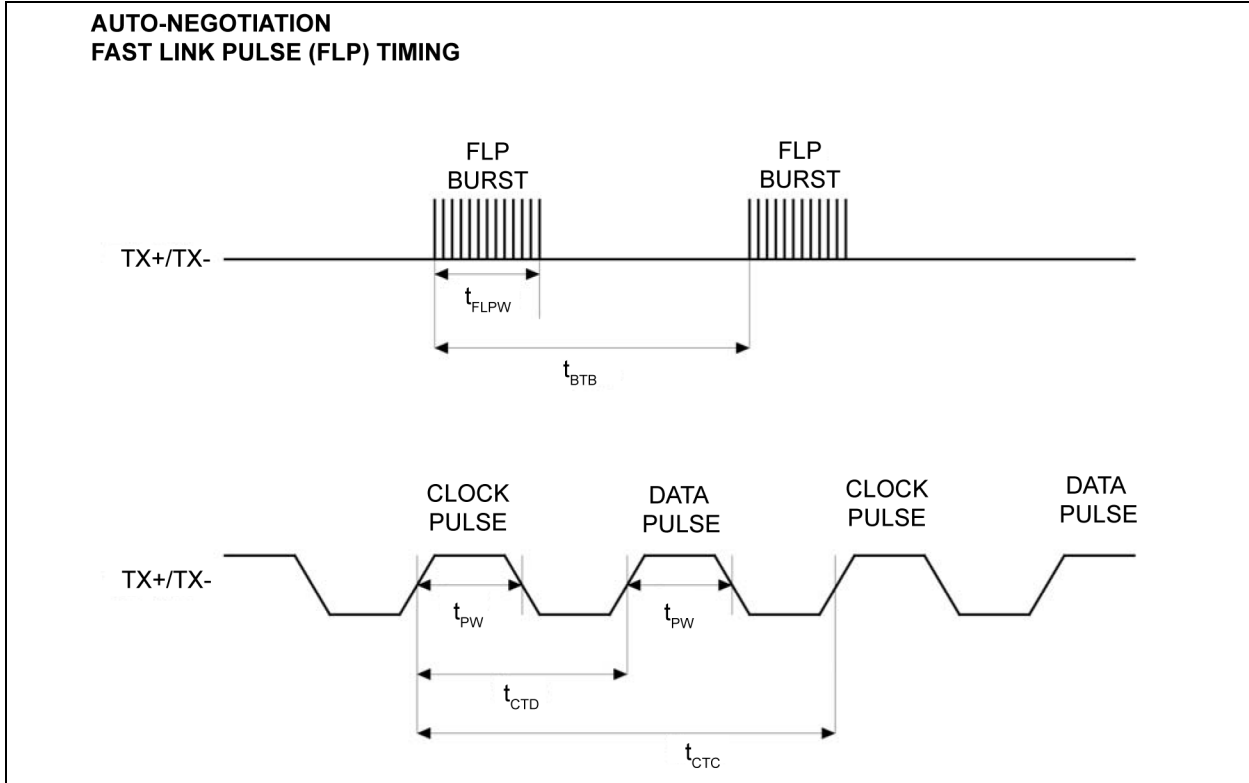 AUTO-NEGOTIATION
FAST LINK PULSE (FLP) TIMING
FLP
BURST
FLP
BURST
TX+/TX-
tFLPW
tBTB
CLOCK
PULSE
DATA
PULSE
CLOCK
PULSE
DATA
PULSE
TX+/TX-
tPW
tPW
tCTD
tCTC